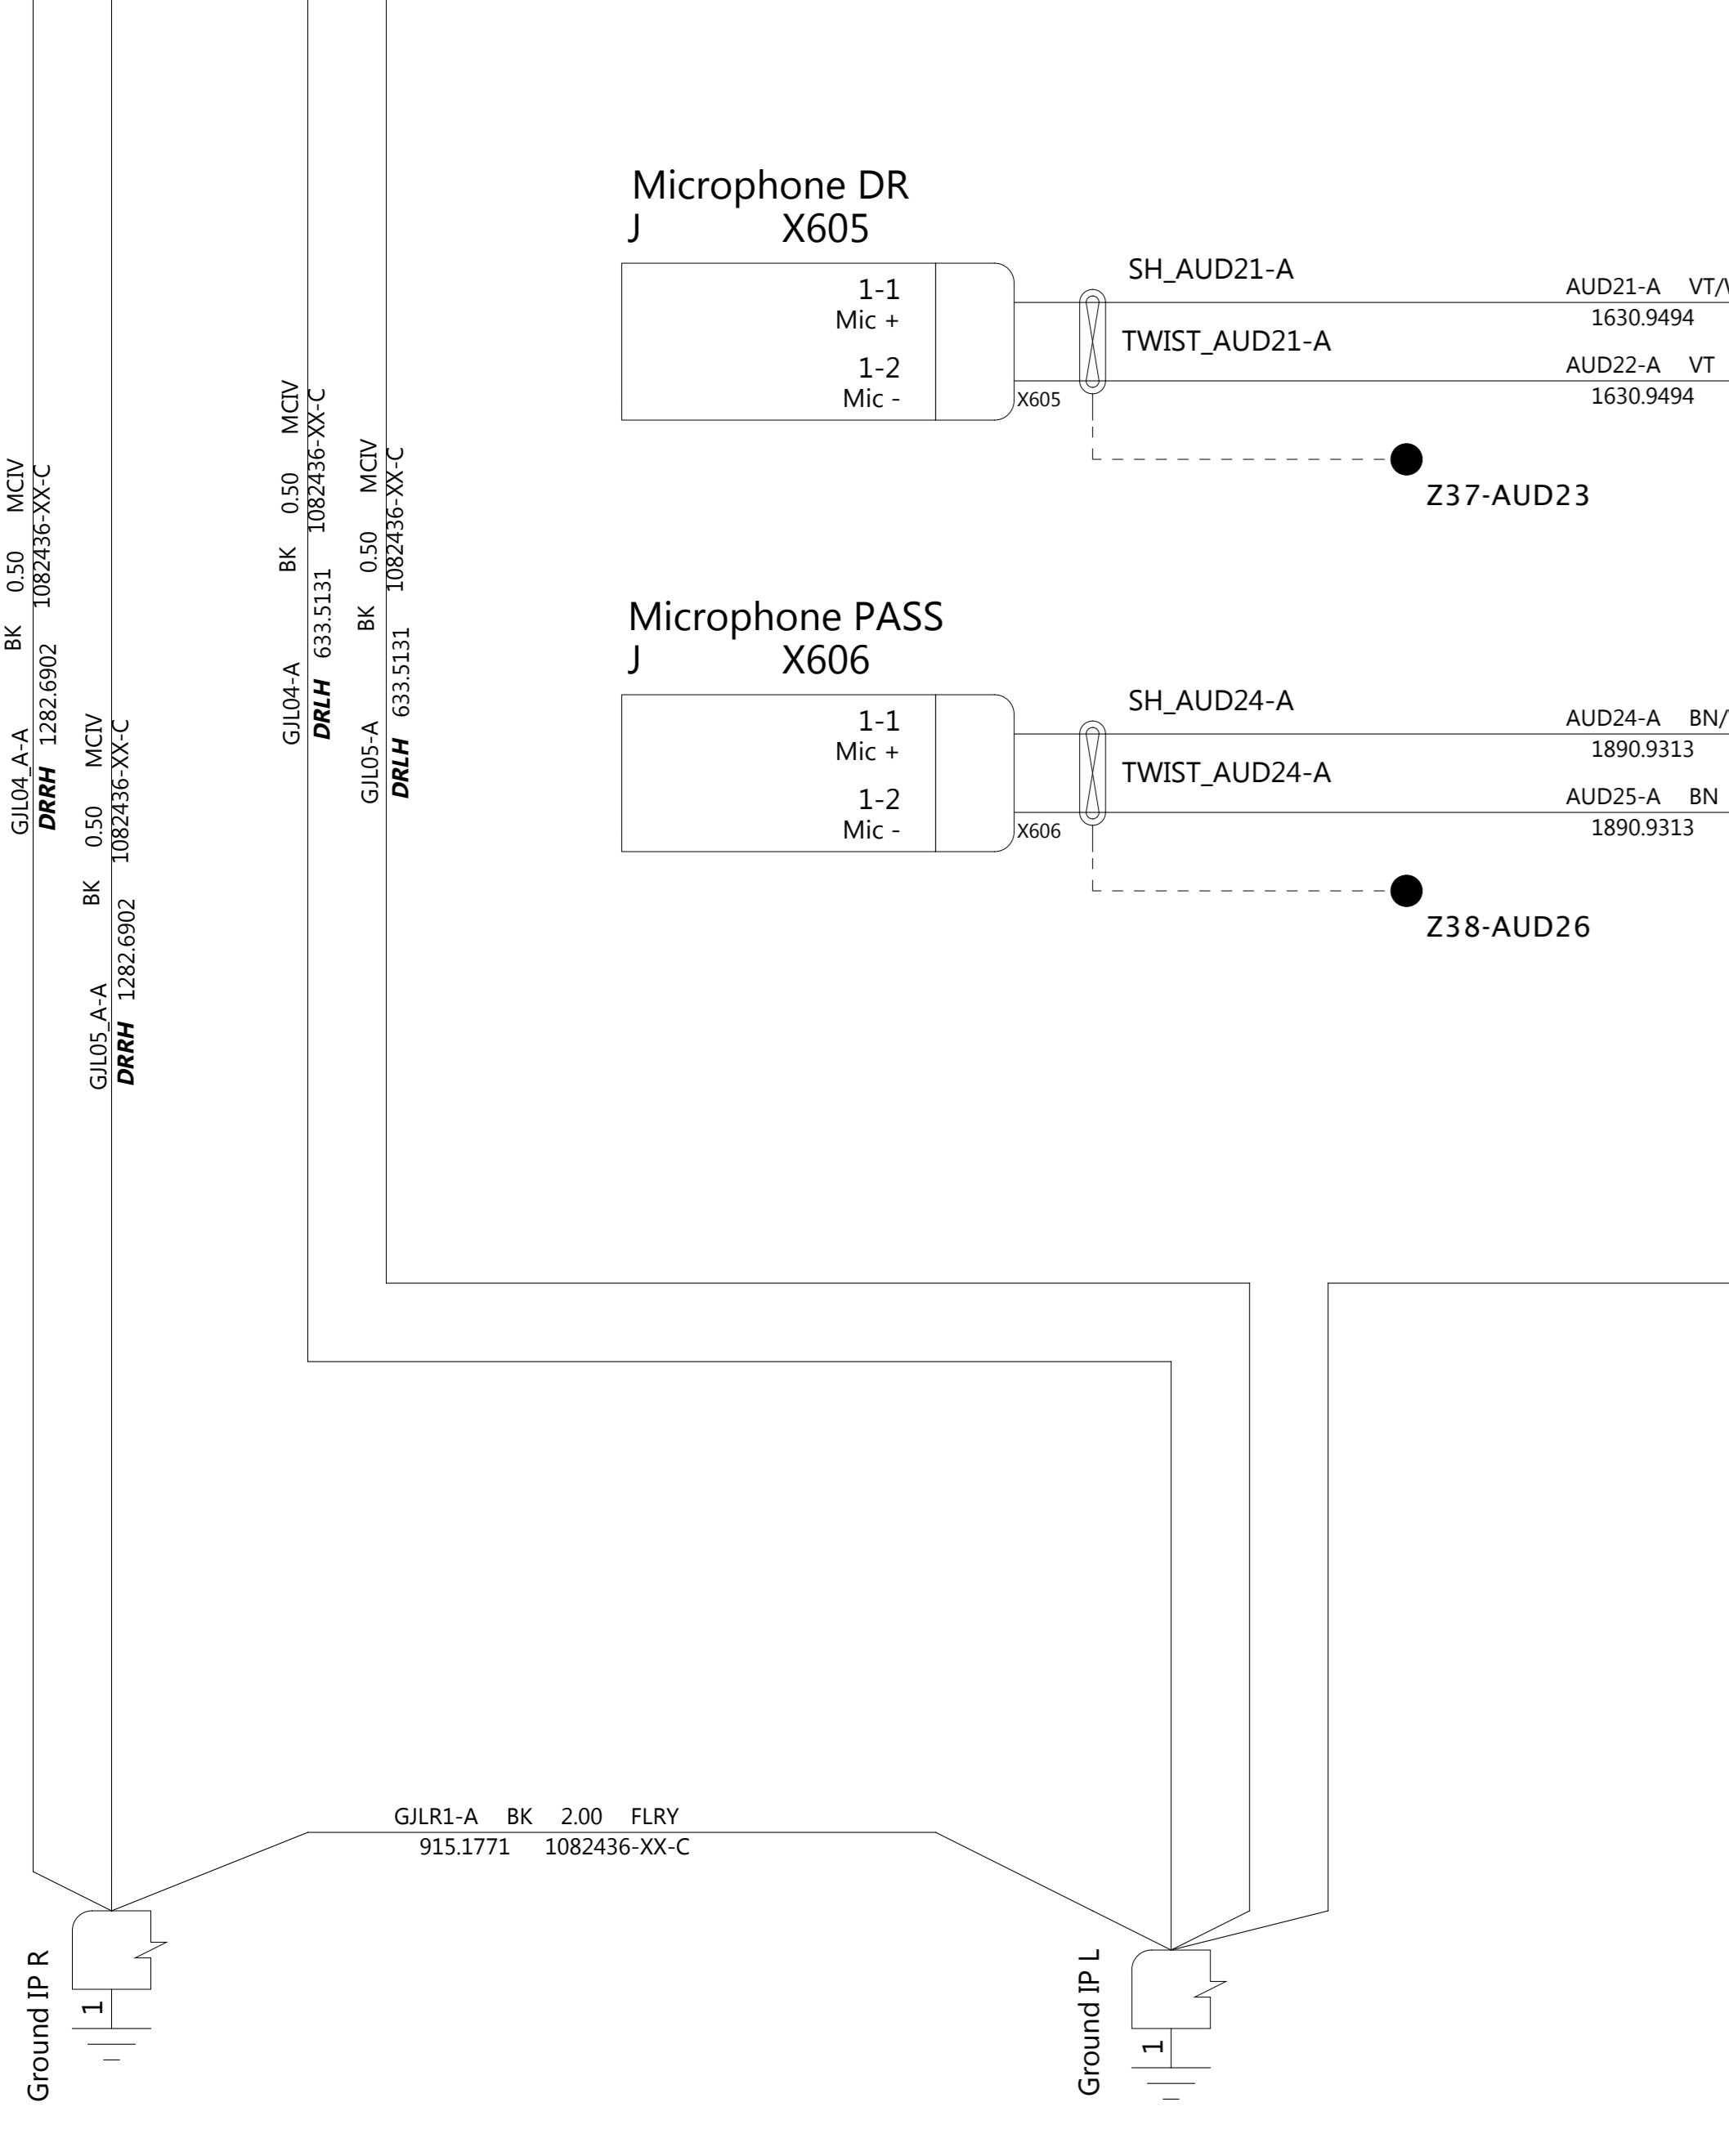 Microphone DR
J X605
1-1
Mic +
1-2
Mic -
X605
SH_AUD21-A
TWIST_AUD21-A
AUD21-A VT/
1630.9494
AUD22-A VT
1630.9494
Z37-AUD23
Microphone PASS
J X606
1-1
Mic +
1-2
Mic -
X606
SH_AUD24-A
TWIST_AUD24-A
AUD24-A BN/
1890.9313
AUD25-A BN
1890.9313
Z38-AUD26
GJL04_A-A BK 0.50 MCIV
DRRH 1282.6902 1082436-XX-C
GJL05_A-A BK 0.50 MCIV
DRRH 1282.6902 1082436-XX-C
GJL04-A BK 0.50 MCIV
DRLH 633.5131 1082436-XX-C
GJL05-A BK 0.50 MCIV
DRLH 633.5131 1082436-XX-C
GJLR1-A BK 2.00 FLRY
915.1771 1082436-XX-C
Ground IP R
1
Ground IP L
1